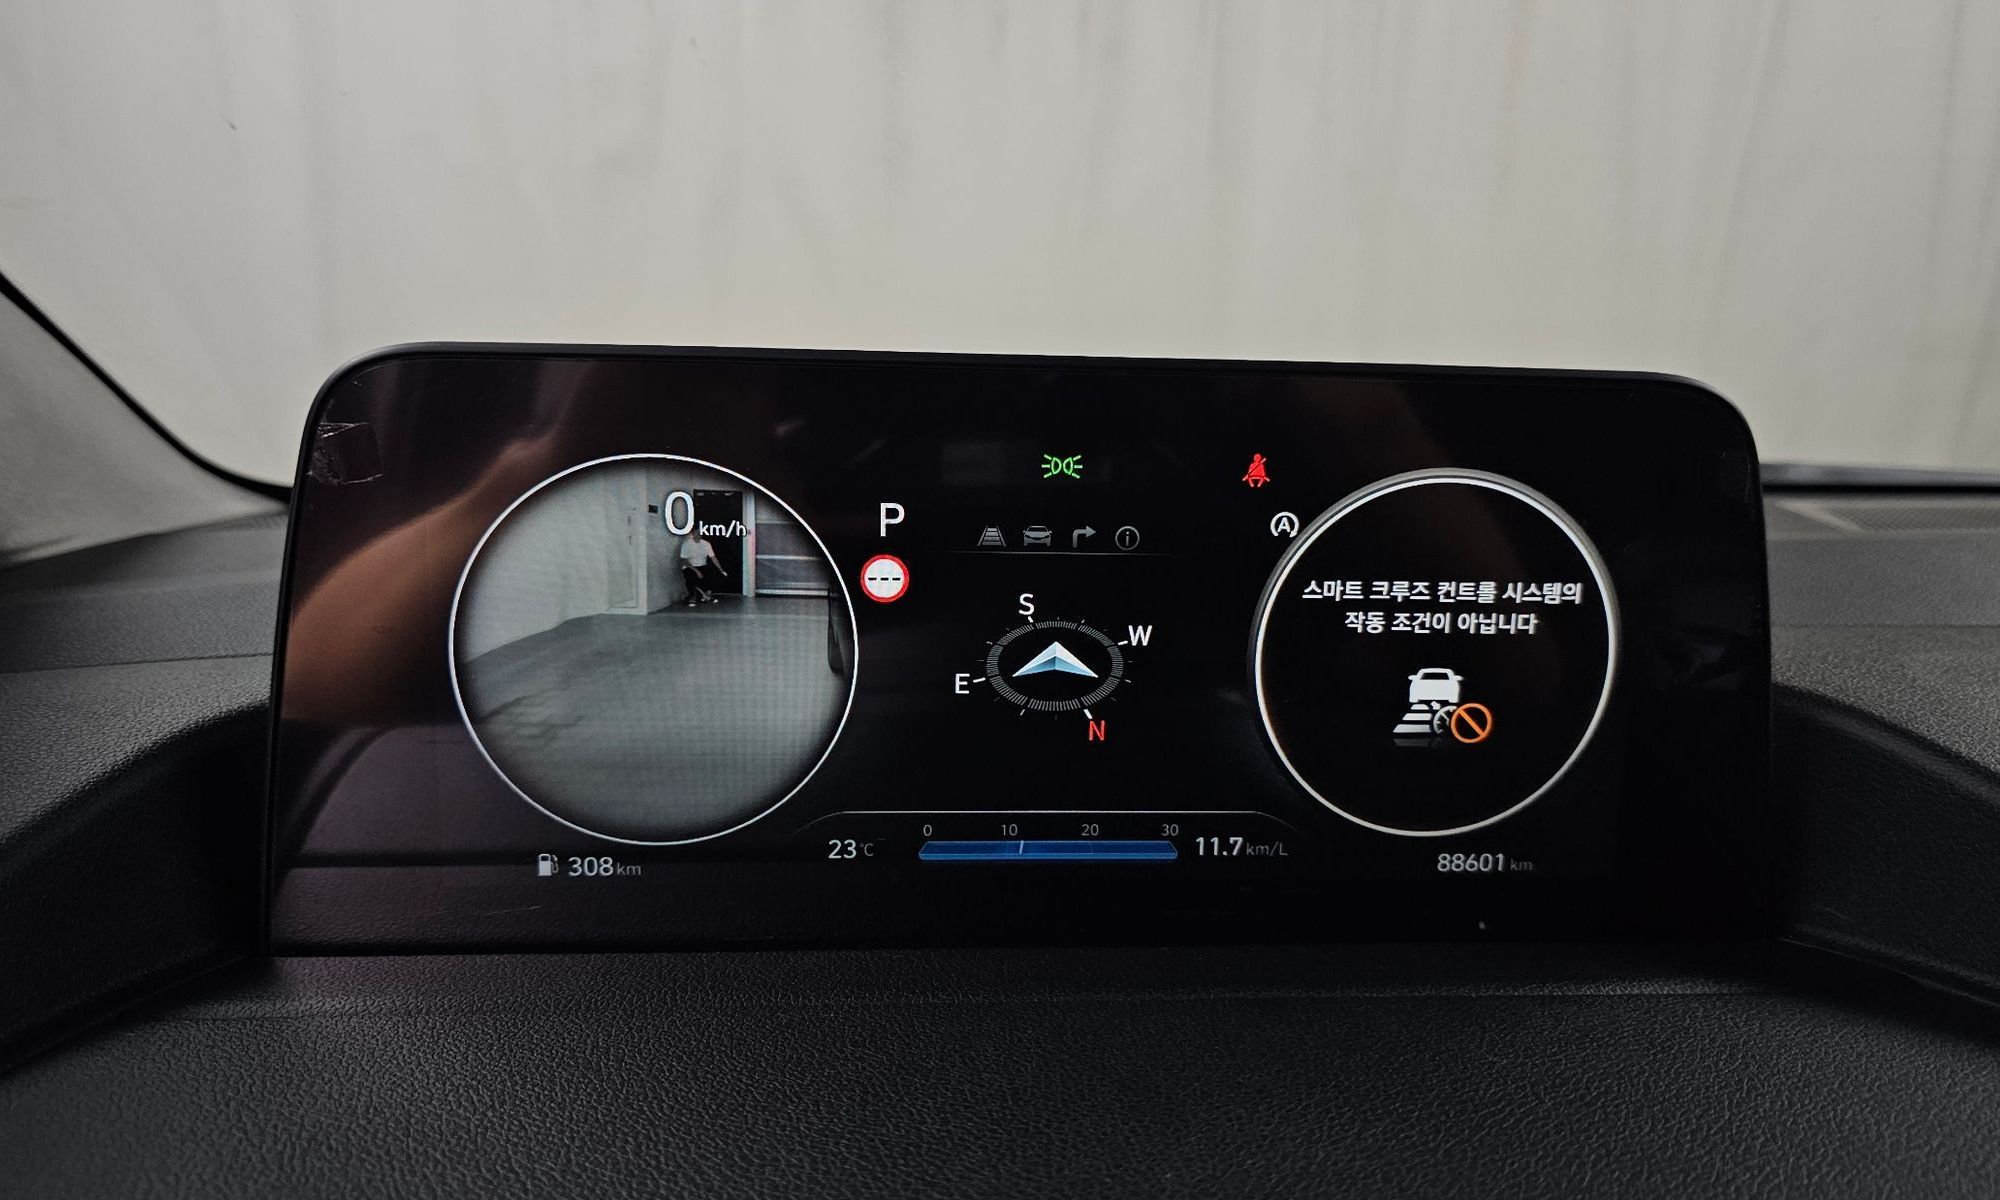 0 km/h
P
---
A
i
S
W
E
N
스마트 크루즈 컨트롤 시스템의
작동 조건이 아닙니다
0 10 20 30
308 km
23 °C
11.7 km/L
88601 km